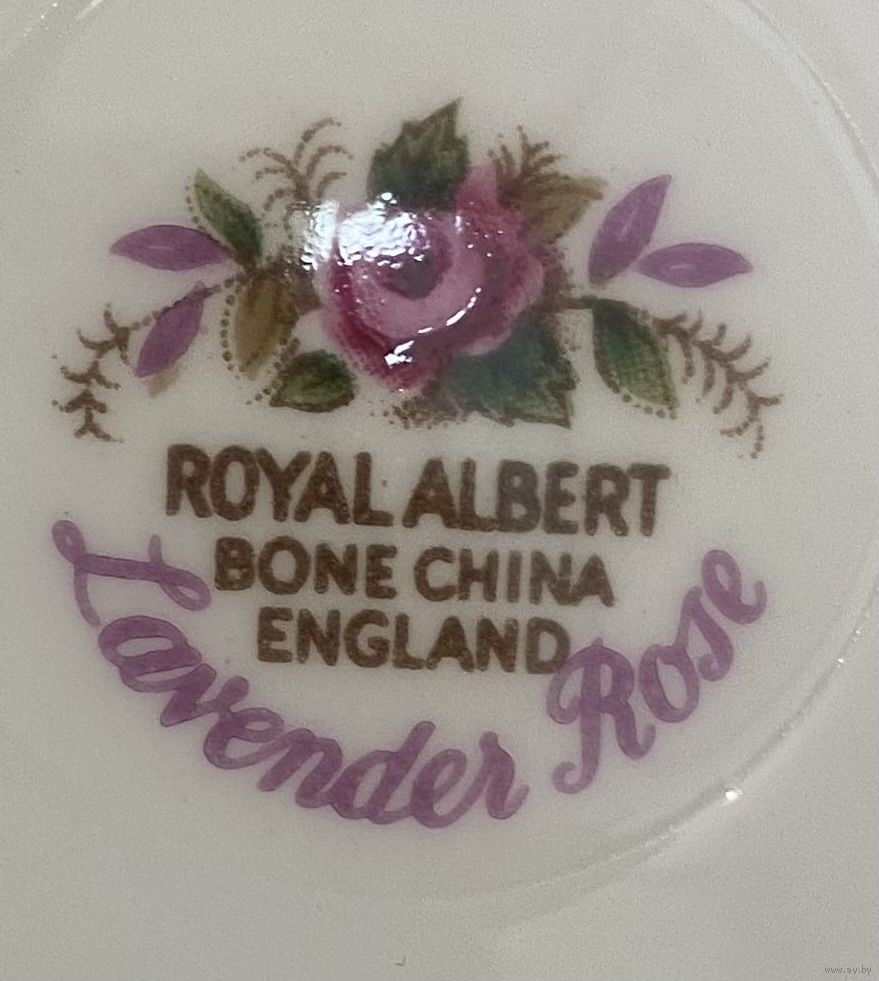 ROYAL ALBERT
BONE CHINA
ENGLAND
Lavender Rose
www.ay.by